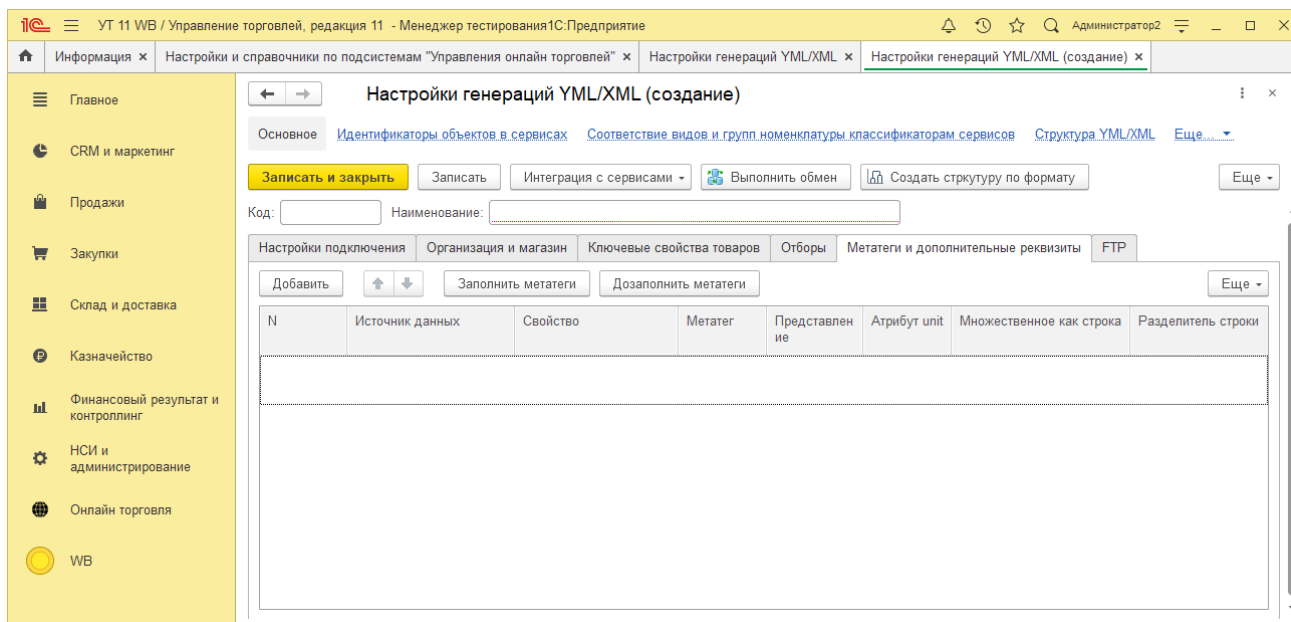 1С УТ 11 WB / Управление торговлей, редакция 11 - Менеджер тестирования1С:Предприятие Администратор2
Информация × Настройки и справочники по подсистемам "Управления онлайн торговлей" × Настройки генераций YML/XML × Настройки генераций YML/XML (создание) ×
Главное
CRM и маркетинг
Продажи
Закупки
Склад и доставка
Казначейство
Финансовый результат и
контроллинг
НСИ и
администрирование
Онлайн торговля
WB
Настройки генераций YML/XML (создание)
Основное Идентификаторы объектов в сервисах Соответствие видов и групп номенклатуры классификаторам сервисов Структура YML/XML Еще...
Записать и закрыть Записать Интеграция с сервисами Выполнить обмен Создать стркутуру по формату Еще
Код: Наименование:
Настройки подключения Организация и магазин Ключевые свойства товаров Отборы Метатеги и дополнительные реквизиты FTP
Добавить Заполнить метатеги Дозаполнить метатеги Еще
N Источник данных Свойство Метатег Представлен Атрибут unit Множественное как строка Разделитель строки
ие